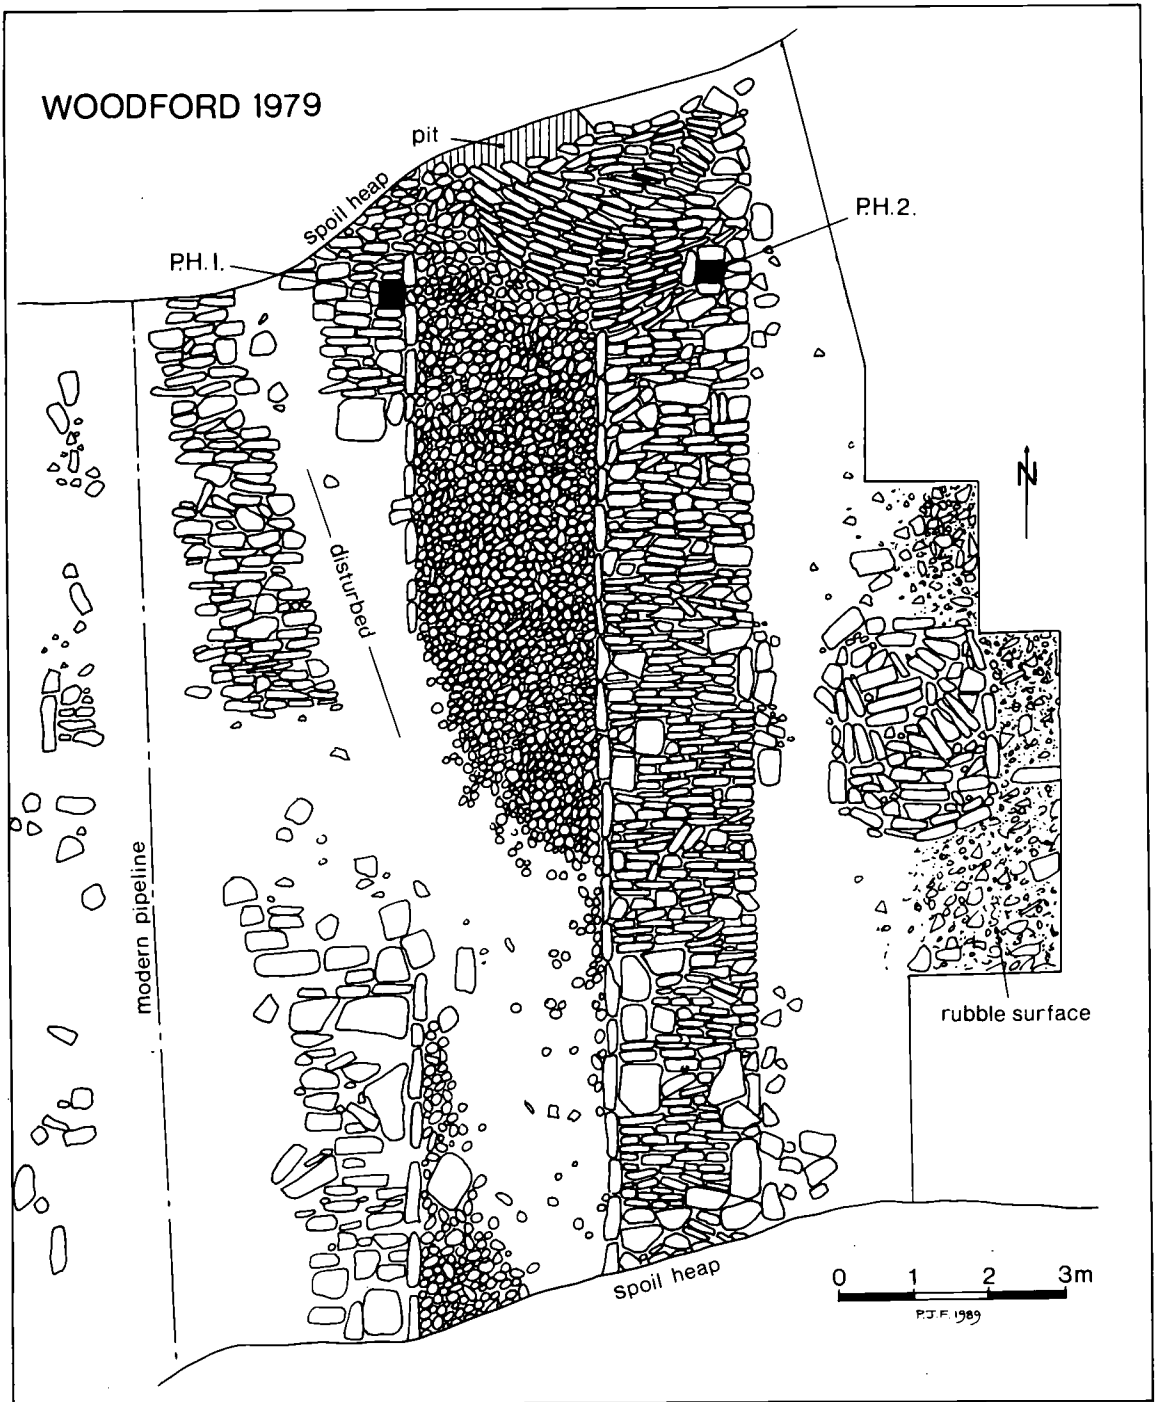 WOODFORD 1979
pit
spoil heap
P.H.1.
P.H.2.
N
disturbed
modern pipeline
rubble surface
spoil heap
0 1 2 3m
P.J.F. 1989